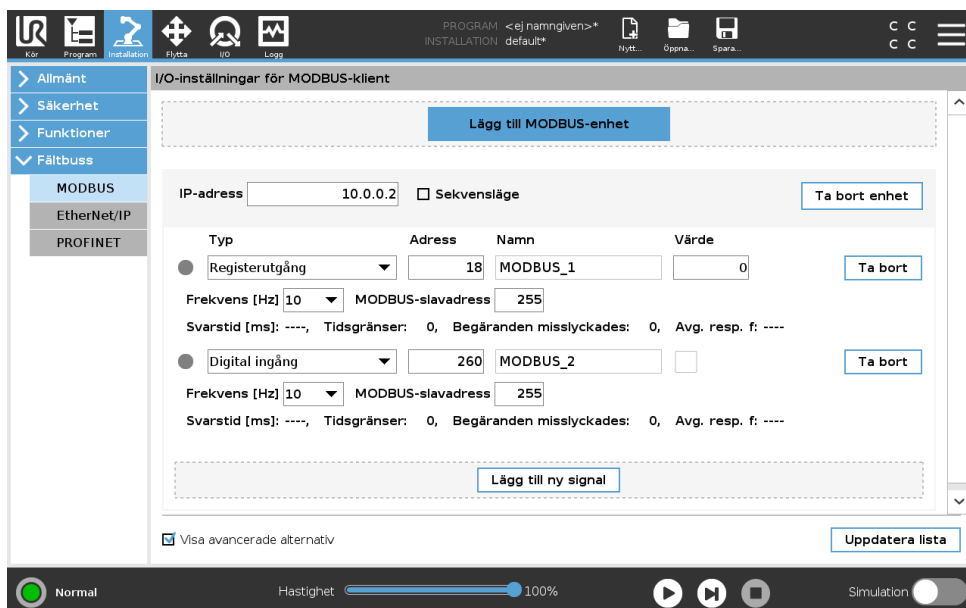 UR
Kör Program Installation Flytta I/O Logg
PROGRAM <ej namngiven>*
INSTALLATION default*
Nytt... Öppna... Spara...
C C
C C
Allmänt
Säkerhet
Funktioner
Fältbuss
MODBUS
EtherNet/IP
PROFINET
I/O-inställningar för MODBUS-klient
Lägg till MODBUS-enhet
IP-adress 10.0.0.2 Sekvensläge Ta bort enhet
Typ Adress Namn Värde
Registerutgång 18 MODBUS_1 0 Ta bort
Frekvens [Hz] 10 MODBUS-slavadress 255
Svarstid [ms]: ----, Tidsgränser: 0, Begäranden misslyckades: 0, Avg. resp. f: ----
Digital ingång 260 MODBUS_2 Ta bort
Frekvens [Hz] 10 MODBUS-slavadress 255
Svarstid [ms]: ----, Tidsgränser: 0, Begäranden misslyckades: 0, Avg. resp. f: ----
Lägg till ny signal
Visa avancerade alternativ Uppdatera lista
Normal Hastighet 100% Simulation